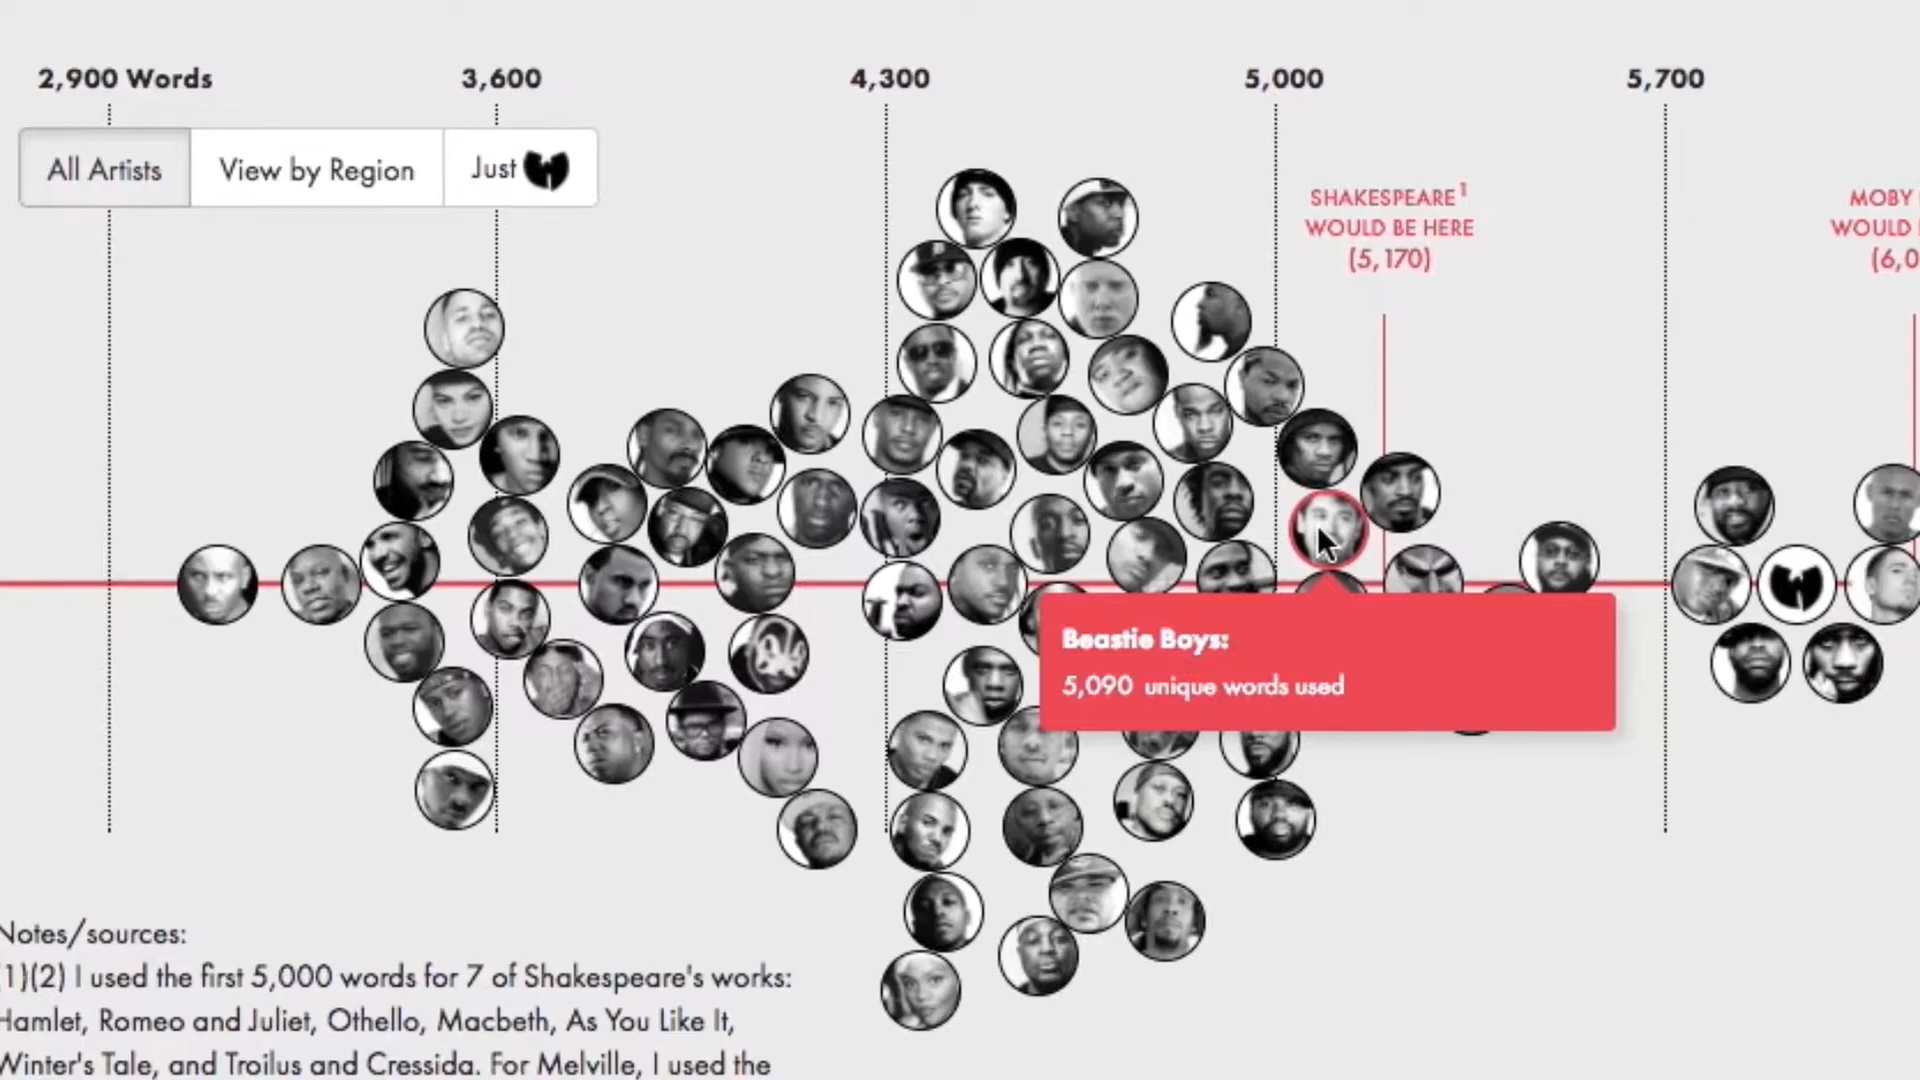 2,900 Words
3,600
4,300
5,000
5,700
All Artists
View by Region
Just
SHAKESPEARE1
WOULD BE HERE
(5,170)
MOBY
WOULD
(6,0
Beastie Boys:
5,090 unique words used
Notes/sources:
(1)(2) I used the first 5,000 words for 7 of Shakespeare's works:
Hamlet, Romeo and Juliet, Othello, Macbeth, As You Like It,
Winter's Tale, and Troilus and Cressida. For Melville, I used the